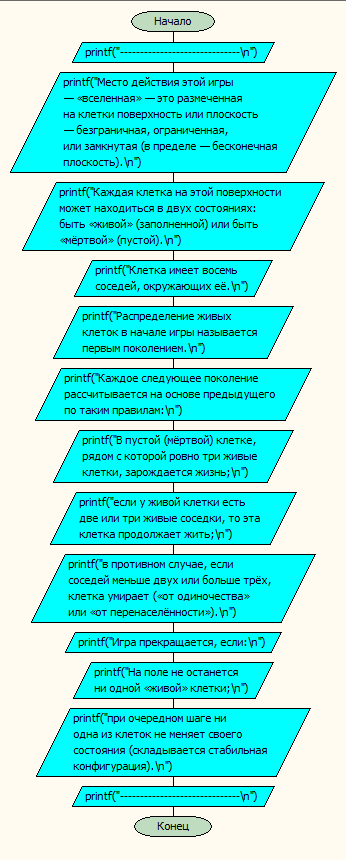 Начало
printf("------------------------------\n")
printf("Место действия этой игры
— «вселенная» — это размеченная
на клетки поверхность или плоскость
— безграничная, ограниченная,
или замкнутая (в пределе — бесконечная
плоскость).\n")
printf("Каждая клетка на этой поверхности
может находиться в двух состояниях:
быть «живой» (заполненной) или быть
«мёртвой» (пустой).\n")
printf("Клетка имеет восемь
соседей, окружающих её.\n")
printf("Распределение живых
клеток в начале игры называется
первым поколением.\n")
printf("Каждое следующее поколение
рассчитывается на основе предыдущего
по таким правилам:\n")
printf("В пустой (мёртвой) клетке,
рядом с которой ровно три живые
клетки, зарождается жизнь;\n")
printf("если у живой клетки есть
две или три живые соседки, то эта
клетка продолжает жить;\n")
printf("в противном случае, если
соседей меньше двух или больше трёх,
клетка умирает («от одиночества»
или «от перенаселённости»).\n")
printf("Игра прекращается, если:\n")
printf("На поле не останется
ни одной «живой» клетки;\n")
printf("при очередном шаге ни
одна из клеток не меняет своего
состояния (складывается стабильная
конфигурация).\n")
printf("------------------------------\n")
Конец